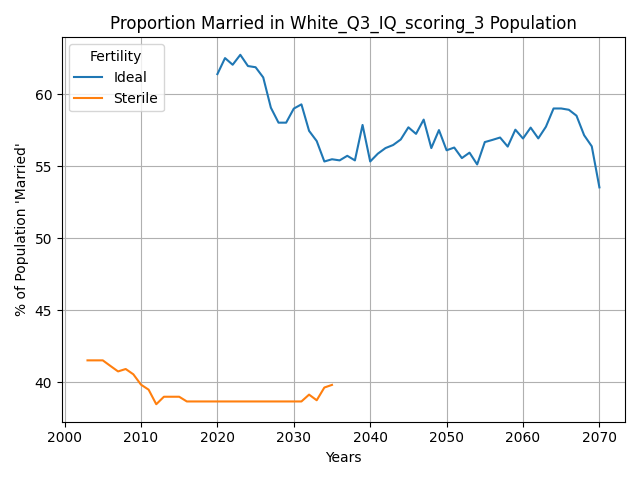 Proportion Married in White_Q3_IQ_scoring_3 Population
Fertility
Ideal
Sterile
% of Population 'Married'
60
55
50
45
40
2000 2010 2020 2030 2040 2050 2060 2070
Years